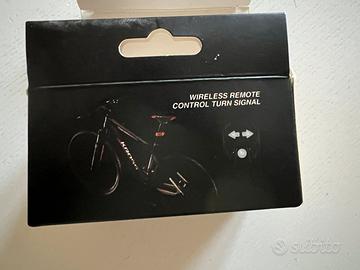 WIRELESS REMOTE
CONTROL TURN SIGNAL
subito